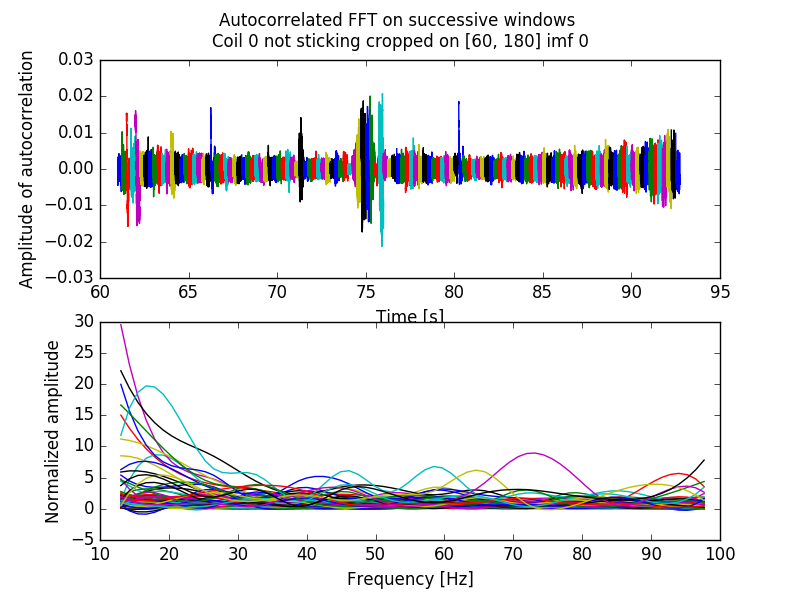 Autocorrelated FFT on successive windows
Coil 0 not sticking cropped on [60, 180] imf 0
Amplitude of autocorrelation
0.03
0.02
0.01
0.00
−0.01
−0.02
−0.03
60 65 70 75 80 85 90 95
Time [s]
Normalized amplitude
30
25
20
15
10
5
0
−5
10 20 30 40 50 60 70 80 90 100
Frequency [Hz]